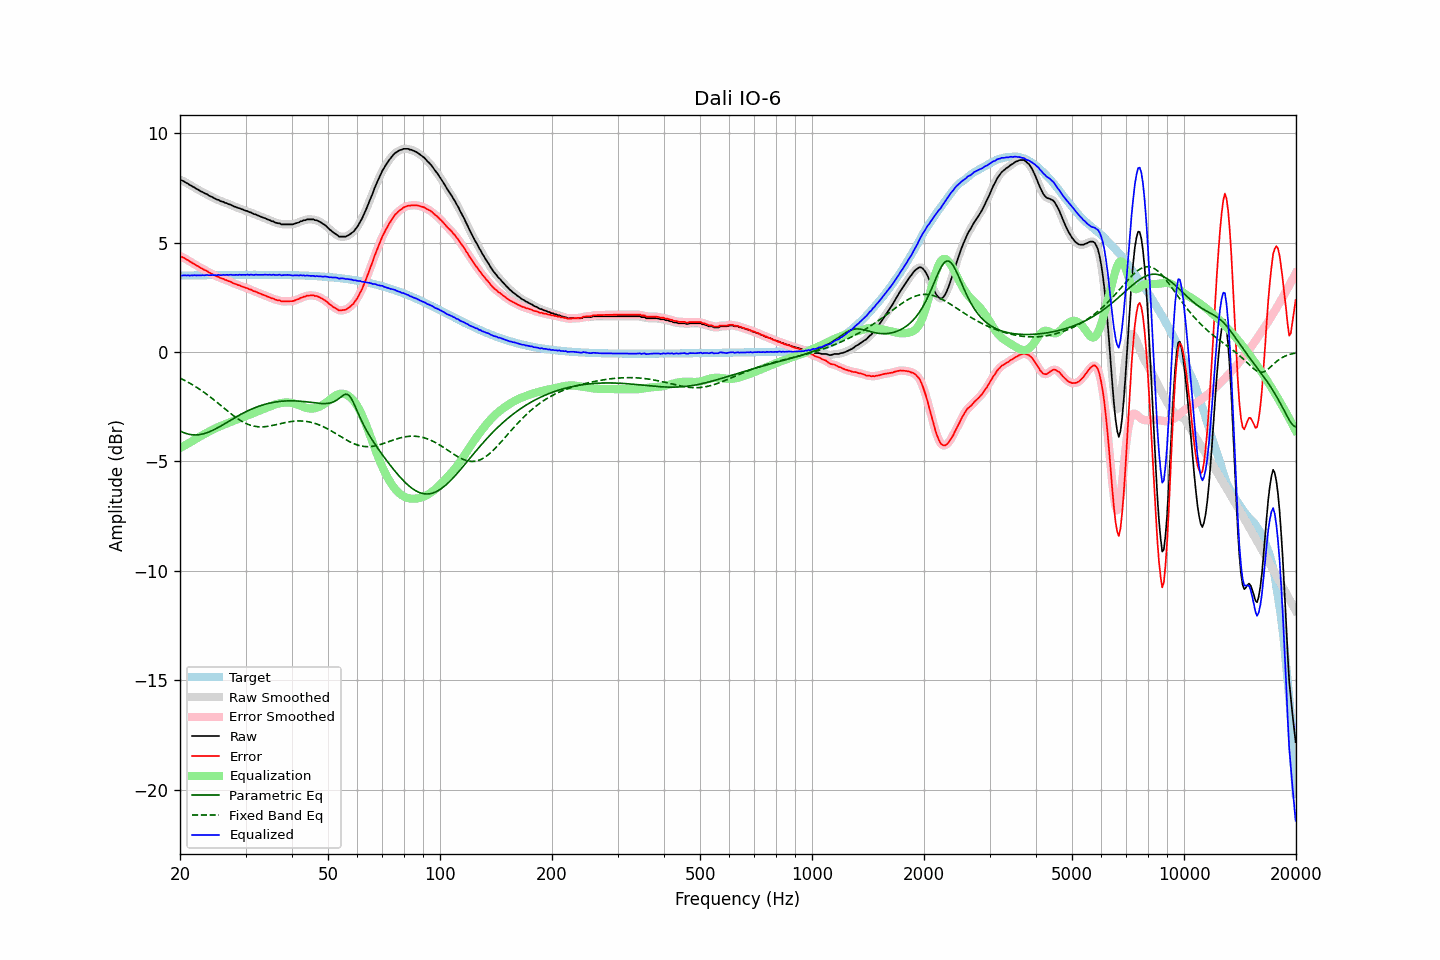 Dali IO-6
10
5
0
−5
−10
−15
−20
Amplitude (dBr)
Target
Raw Smoothed
Error Smoothed
Raw
Error
Equalization
Parametric Eq
Fixed Band Eq
Equalized
20 50 100 200 500 1000 2000 5000 10000 20000
Frequency (Hz)